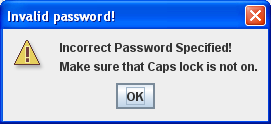 Invalid password!
Incorrect Password Specified!
Make sure that Caps lock is not on.
OK